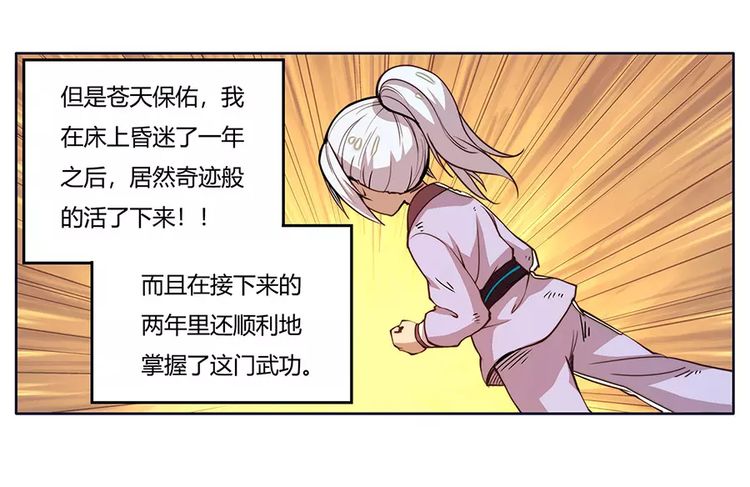 但是苍天保佑，我
在床上昏迷了一年
之后，居然奇迹般
的活了下来！！
而且在接下来的
两年里还顺利地
掌握了这门武功。